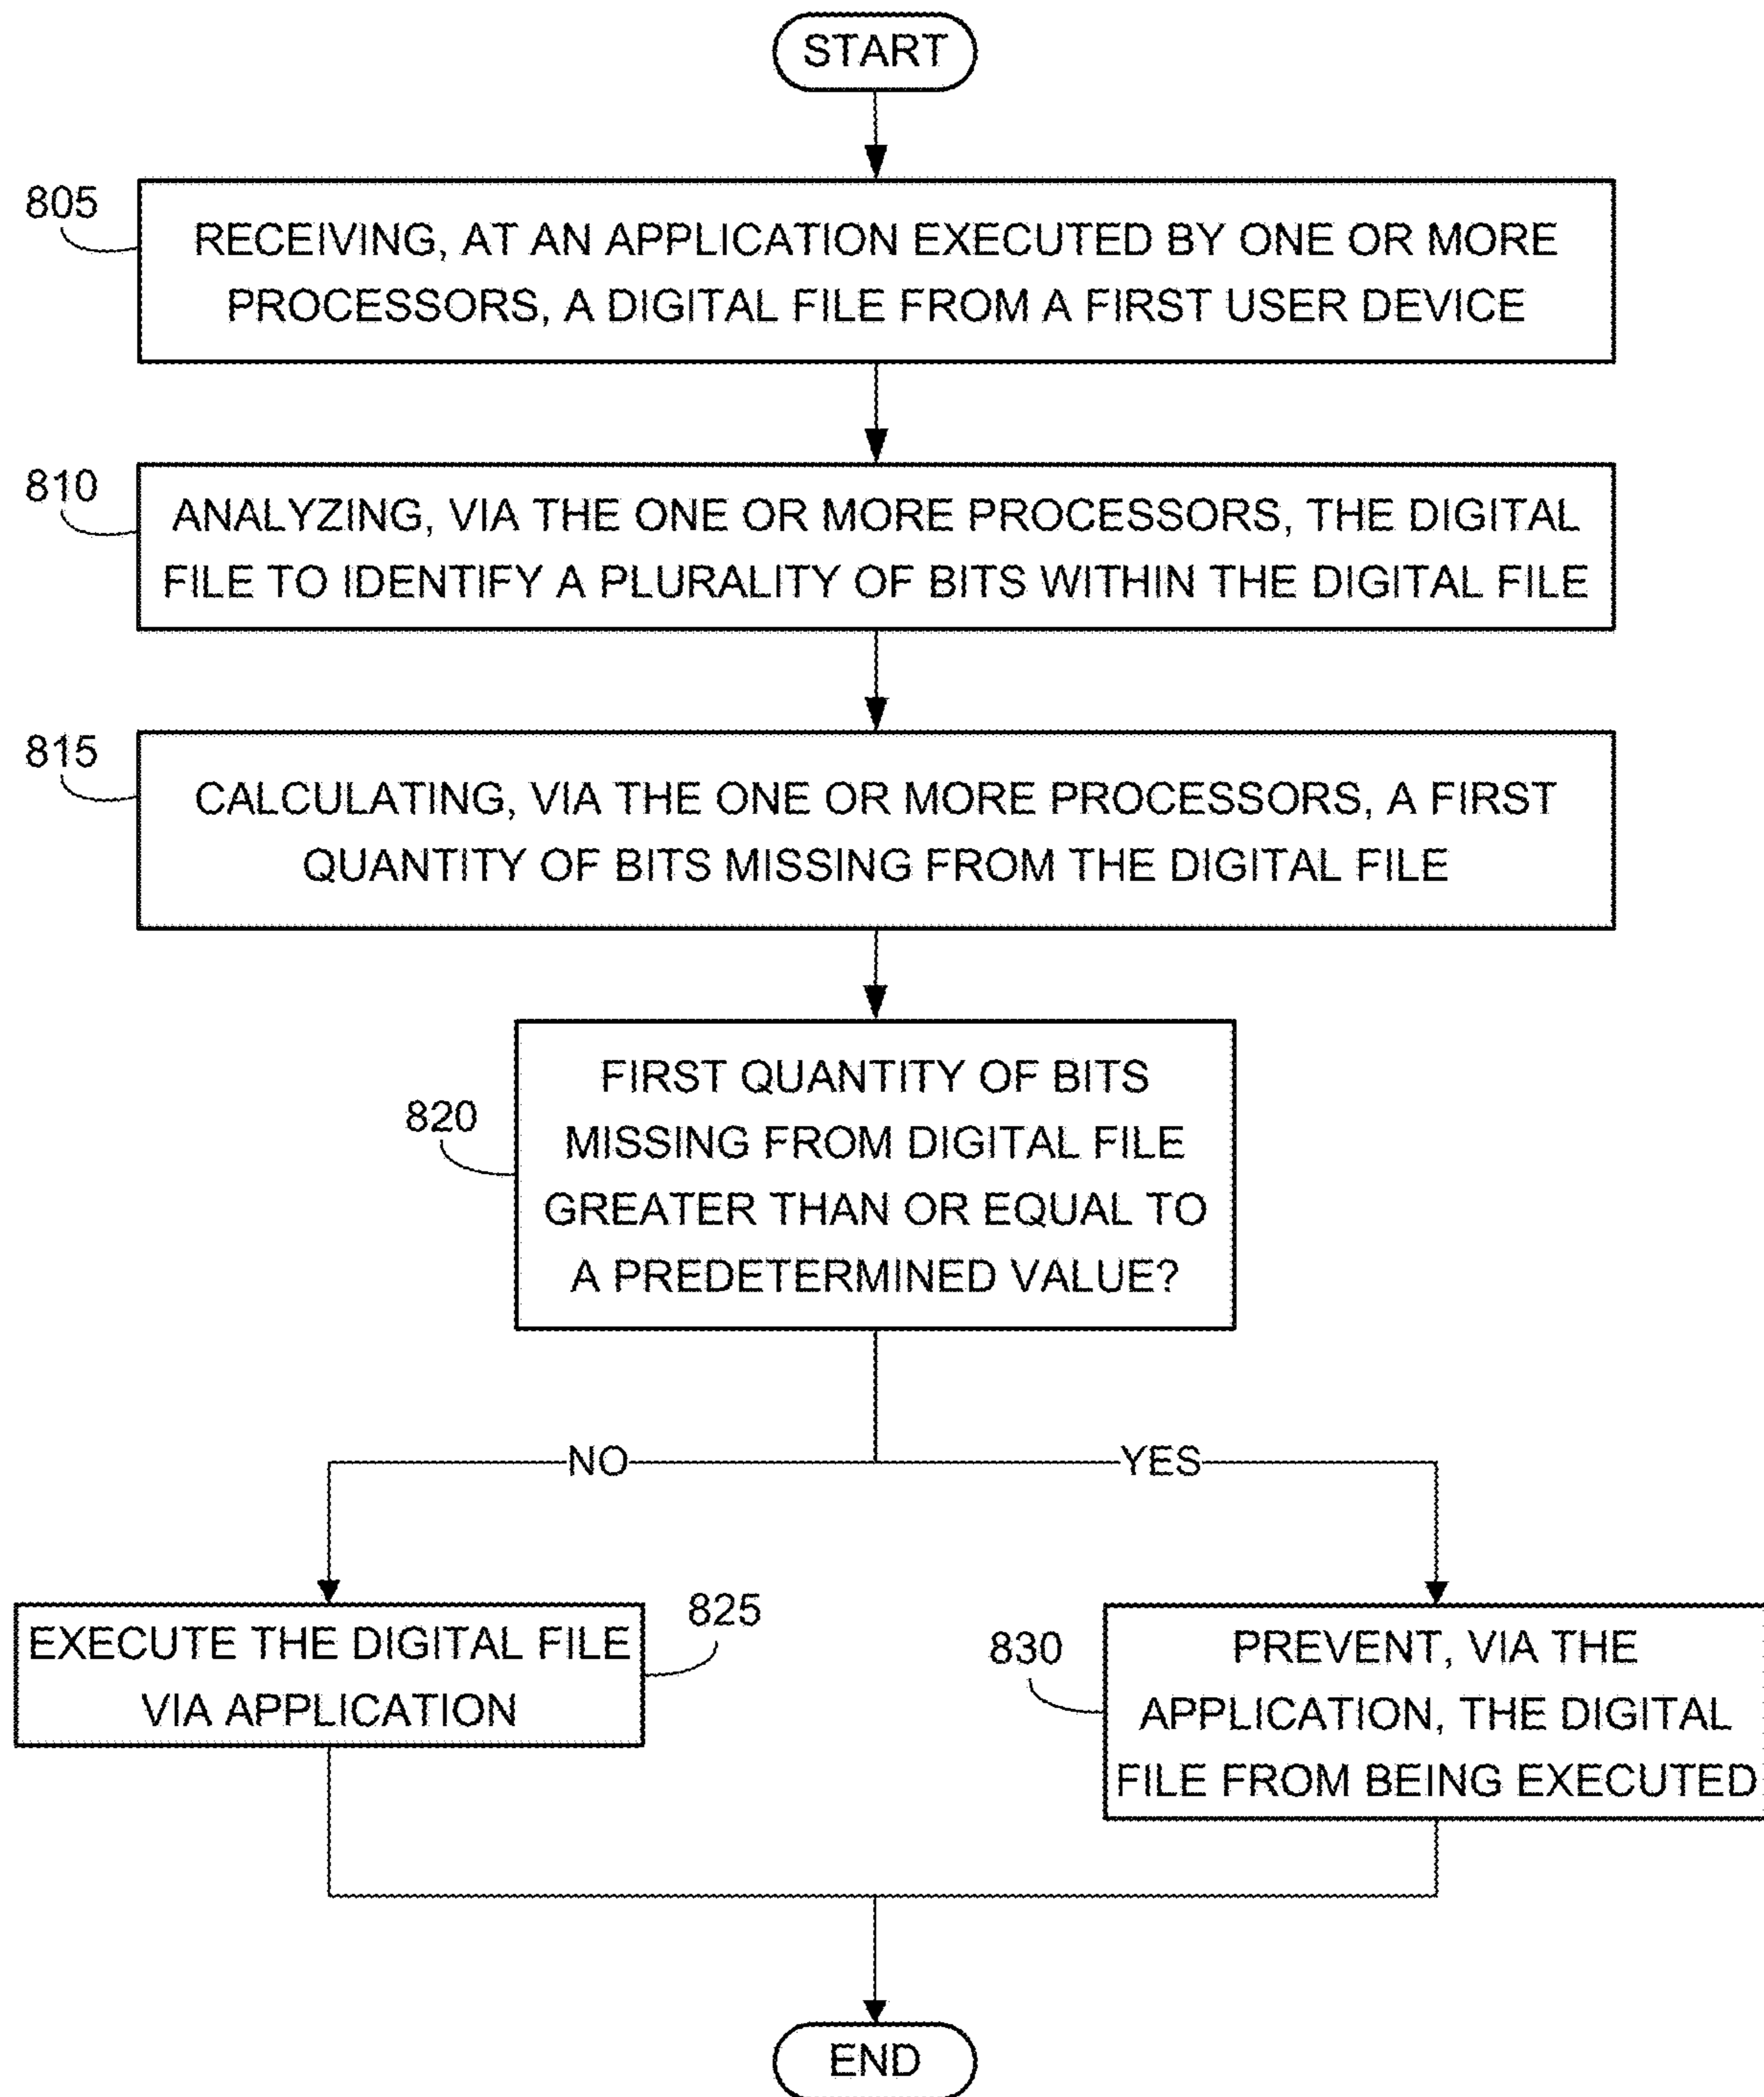 START
805
RECEIVING, AT AN APPLICATION EXECUTED BY ONE OR MORE
PROCESSORS, A DIGITAL FILE FROM A FIRST USER DEVICE
810
ANALYZING, VIA THE ONE OR MORE PROCESSORS, THE DIGITAL
FILE TO IDENTIFY A PLURALITY OF BITS WITHIN THE DIGITAL FILE
815
CALCULATING, VIA THE ONE OR MORE PROCESSORS, A FIRST
QUANTITY OF BITS MISSING FROM THE DIGITAL FILE
820
FIRST QUANTITY OF BITS
MISSING FROM DIGITAL FILE
GREATER THAN OR EQUAL TO
A PREDETERMINED VALUE?
NO
YES
EXECUTE THE DIGITAL FILE
VIA APPLICATION
825
830
PREVENT, VIA THE
APPLICATION, THE DIGITAL
FILE FROM BEING EXECUTED
END